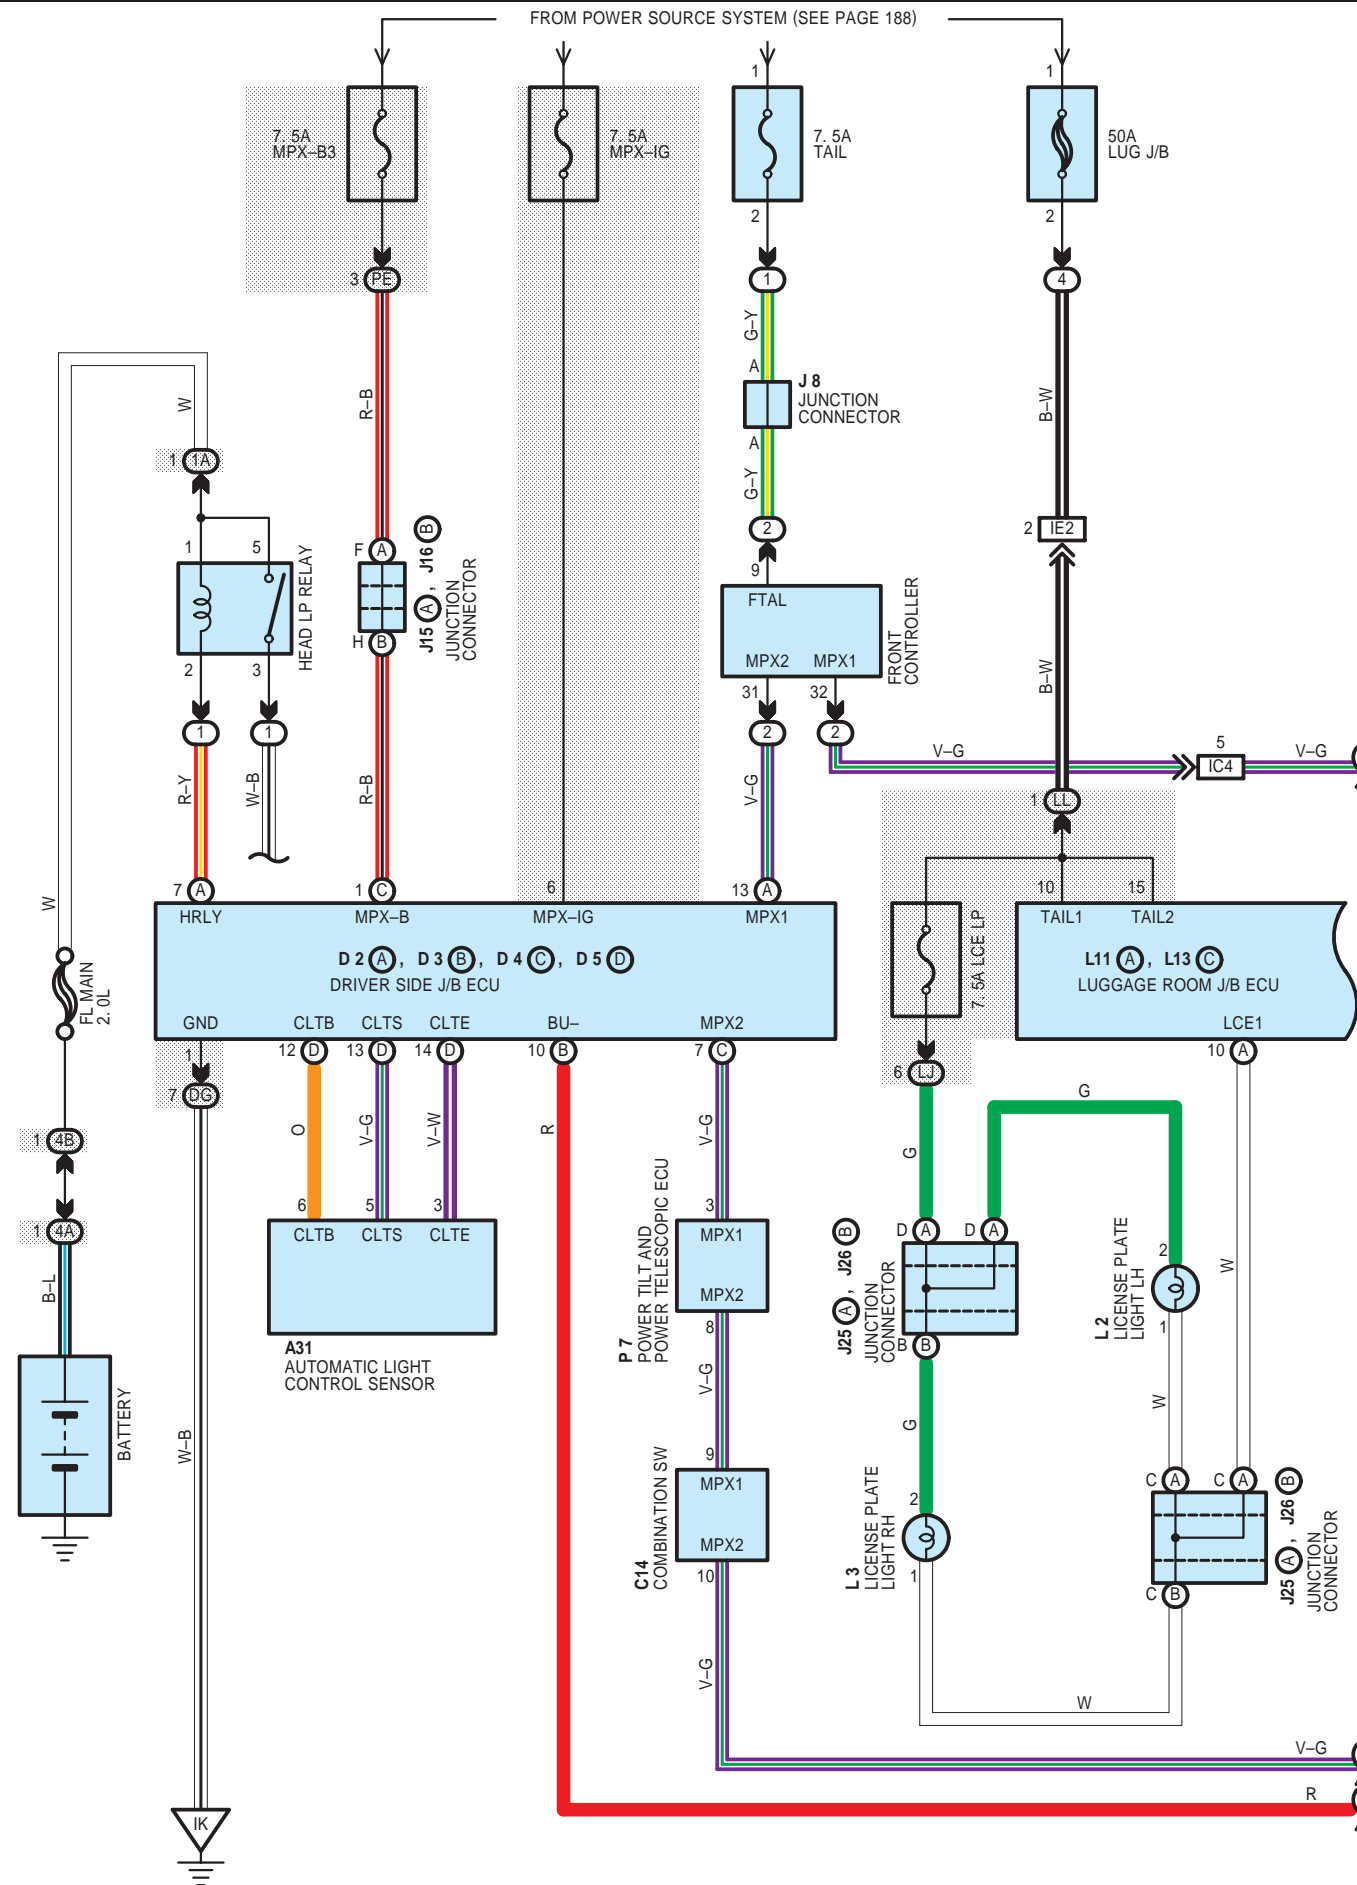 FROM POWER SOURCE SYSTEM (SEE PAGE 188)
1
1
7. 5A
MPX–B3
7. 5A
MPX–IG
7. 5A
TAIL
50A
LUG J/B
2
2
3 PE
1
4
G–Y
A
J 8
JUNCTION
CONNECTOR
A
G–Y
W
R–B
B–W
1 1A
2
2 IE2
1
5
HEAD LP RELAY
F A
J15 A , J16 B
JUNCTION
CONNECTOR
H B
9
FTAL
MPX2
MPX1
FRONT
CONTROLLER
2
3
31
32
B–W
1
1
2
2
V–G
5
IC4
V–G
R–Y
W–B
R–B
V–G
1 LL
7 A
1 C
6
13 A
10
15
W
HRLY
MPX–B
MPX–IG
MPX1
D 2 A , D 3 B , D 4 C , D 5 D
DRIVER SIDE J/B ECU
7. 5A LCE LP
TAIL1
TAIL2
L11 A , L13 C
LUGGAGE ROOM J/B ECU
FL MAIN
2. 0L
GND
CLTB
CLTS
CLTE
BU–
MPX2
LCE1
1
12 D
13 D
14 D
10 B
7 C
10 A
7 DG
6 LJ
1 4B
O
V–G
V–W
R
V–G
G
G
1 4A
6
5
3
3
CLTB
CLTS
CLTE
MPX1
MPX2
P 7
POWER TILT AND
POWER TELESCOPIC ECU
D A
D A
J25 A , J26 B
JUNCTION
CONNECTOR
B B
2
L 2
LICENSE PLATE
LIGHT LH
1
W
B–L
A31
AUTOMATIC LIGHT
CONTROL SENSOR
8
V–G
BATTERY
W–B
G
W
9
MPX1
MPX2
C14
COMBINATION SW
10
2
L 3
LICENSE PLATE
LIGHT RH
1
C A
C A
J25 A , J26 B
JUNCTION
CONNECTOR
C B
V–G
W
V–G
R
IK